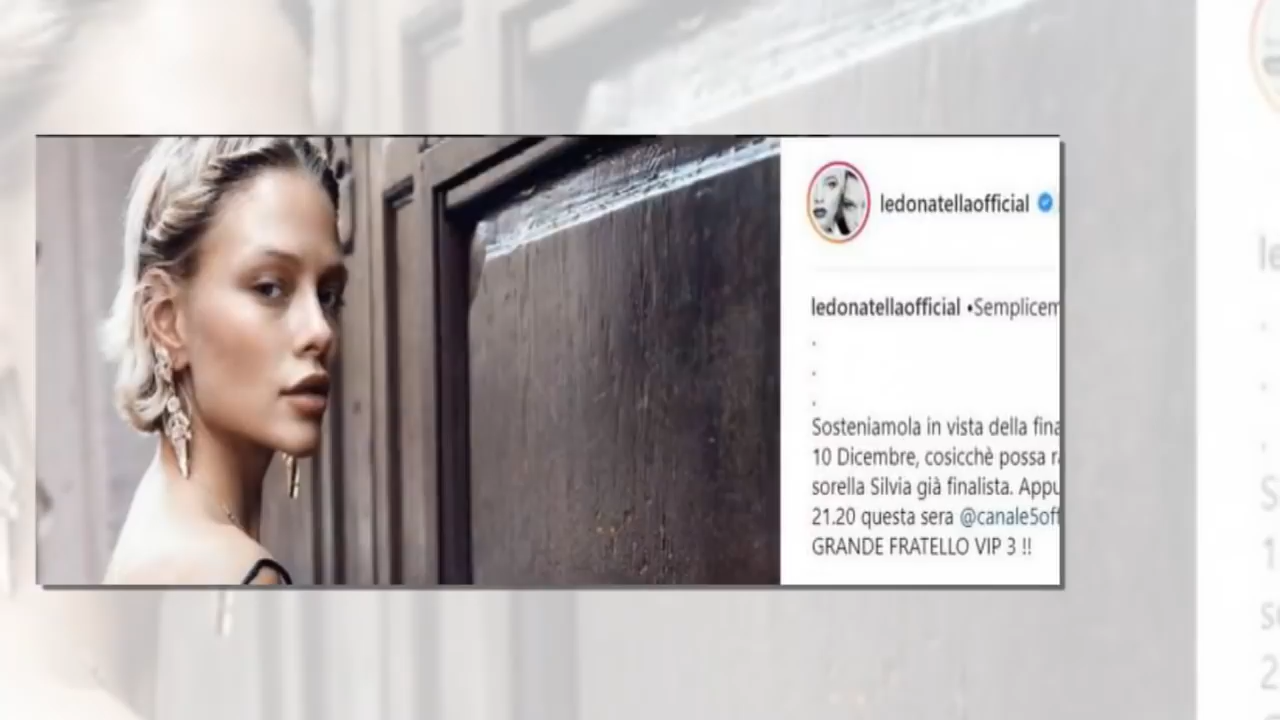 ledonatellaofficial
ledonatellaofficial •Semplicem
.
.
.
Sosteniamola in vista della fina
10 Dicembre, cosicchè possa ra
sorella Silvia già finalista. Appu
21.20 questa sera @canale5off
GRANDE FRATELLO VIP 3 !!